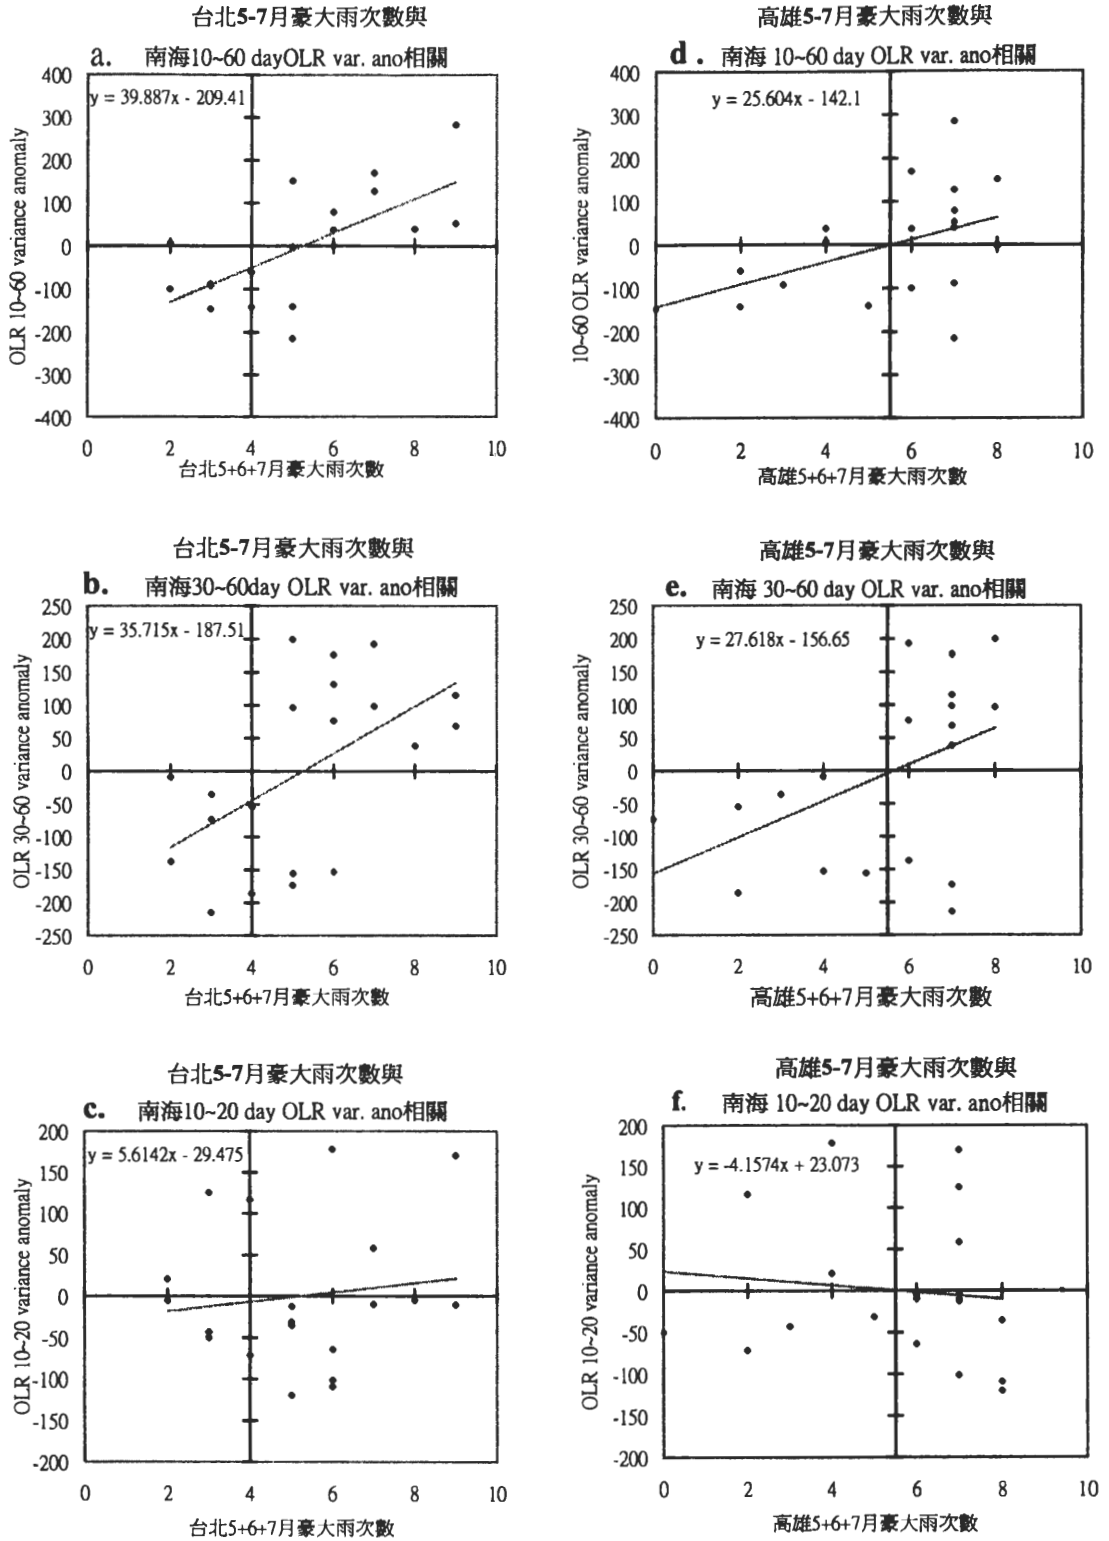 台北5-7月豪大雨次數與
a. 南海10~60 dayOLR var. ano相關
y = 39.887x - 209.41
OLR 10~60 variance anomaly
400
300
200
100
0
-100
-200
-300
-400
0 2 4 6 8 10
台北5+6+7月豪大雨次數
高雄5-7月豪大雨次數與
d. 南海 10~60 day OLR var. ano相關
y = 25.604x - 142.1
10~60 OLR variance anomaly
400
300
200
100
0
-100
-200
-300
-400
0 2 4 6 8 10
高雄5+6+7月豪大雨次數
台北5-7月豪大雨次數與
b. 南海30~60day OLR var. ano相關
y = 35.715x - 187.51
OLR 30~60 variance anomaly
250
200
150
100
50
0
-50
-100
-150
-200
-250
0 2 4 6 8 10
台北5+6+7月豪大雨次數
高雄5-7月豪大雨次數與
e. 南海 30~60 day OLR var. ano相關
y = 27.618x - 156.65
OLR 30~60 variance anomaly
250
200
150
100
50
0
-50
-100
-150
-200
-250
0 2 4 6 8 10
高雄5+6+7月豪大雨次數
台北5-7月豪大雨次數與
c. 南海10~20 day OLR var. ano相關
y = 5.6142x - 29.475
OLR 10~20 variance anomaly
200
150
100
50
0
-50
-100
-150
-200
0 2 4 6 8 10
台北5+6+7月豪大雨次數
高雄5-7月豪大雨次數與
f. 南海 10~20 day OLR var. ano相關
y = -4.1574x + 23.073
OLR 10~20 variance anomaly
200
150
100
50
0
-50
-100
-150
-200
0 2 4 6 8 10
高雄5+6+7月豪大雨次數